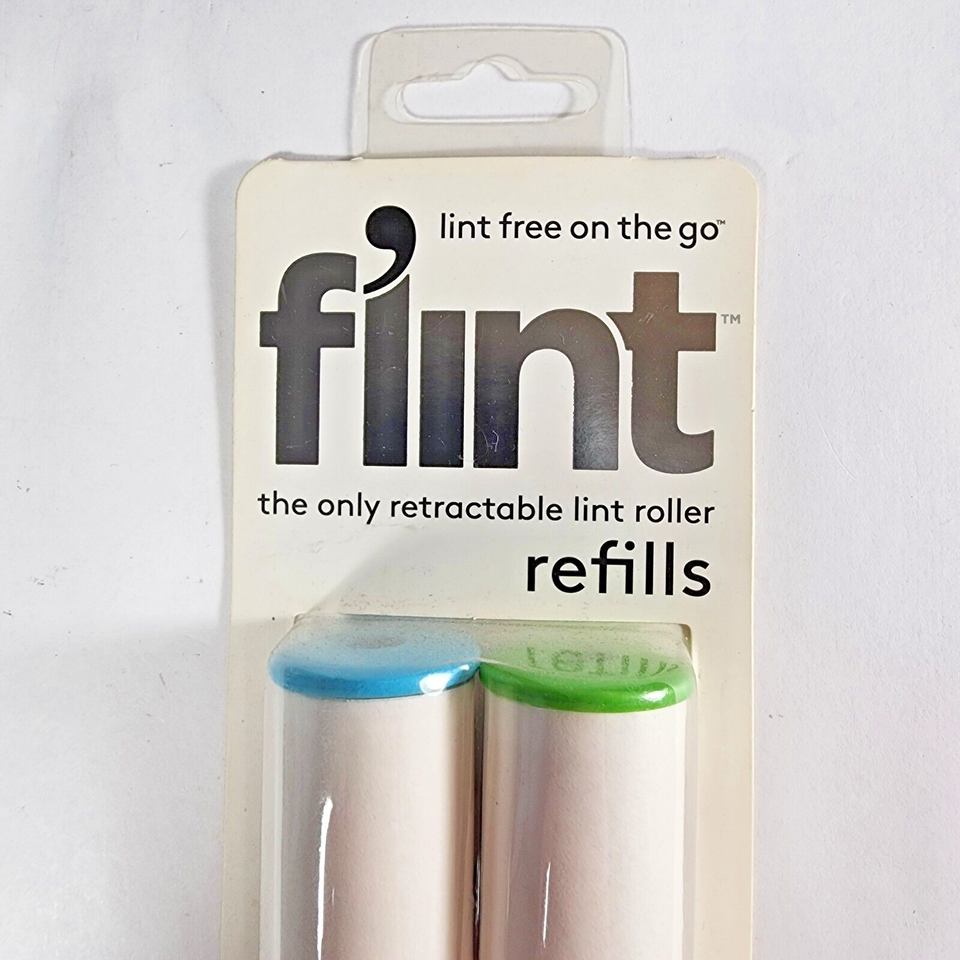 lint free on the go™
f'lint™
the only retractable lint roller
refills